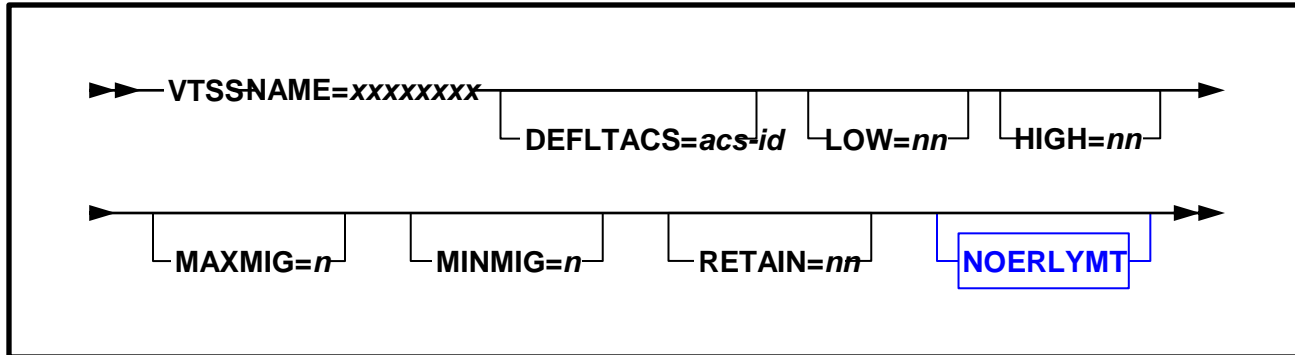 VTSSNAME=xxxxxxxx
DEFLTACS=acs-id
LOW=nn
HIGH=nn
MAXMIG=n
MINMIG=n
RETAIN=nn
NOERLYMT